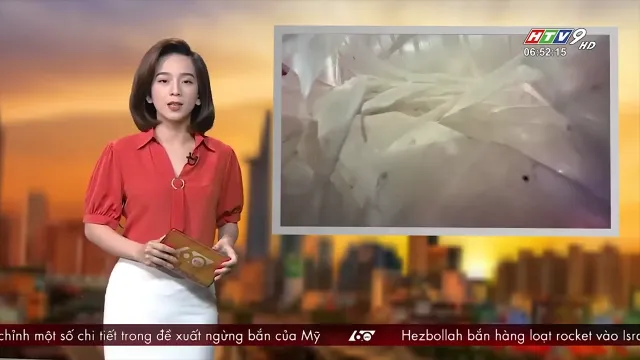 HTV9 HD
06:52:15
chỉnh một số chi tiết trong đề xuất ngừng bắn của Mỹ
60
Hezbollah bắn hàng loạt rocket vào Isra